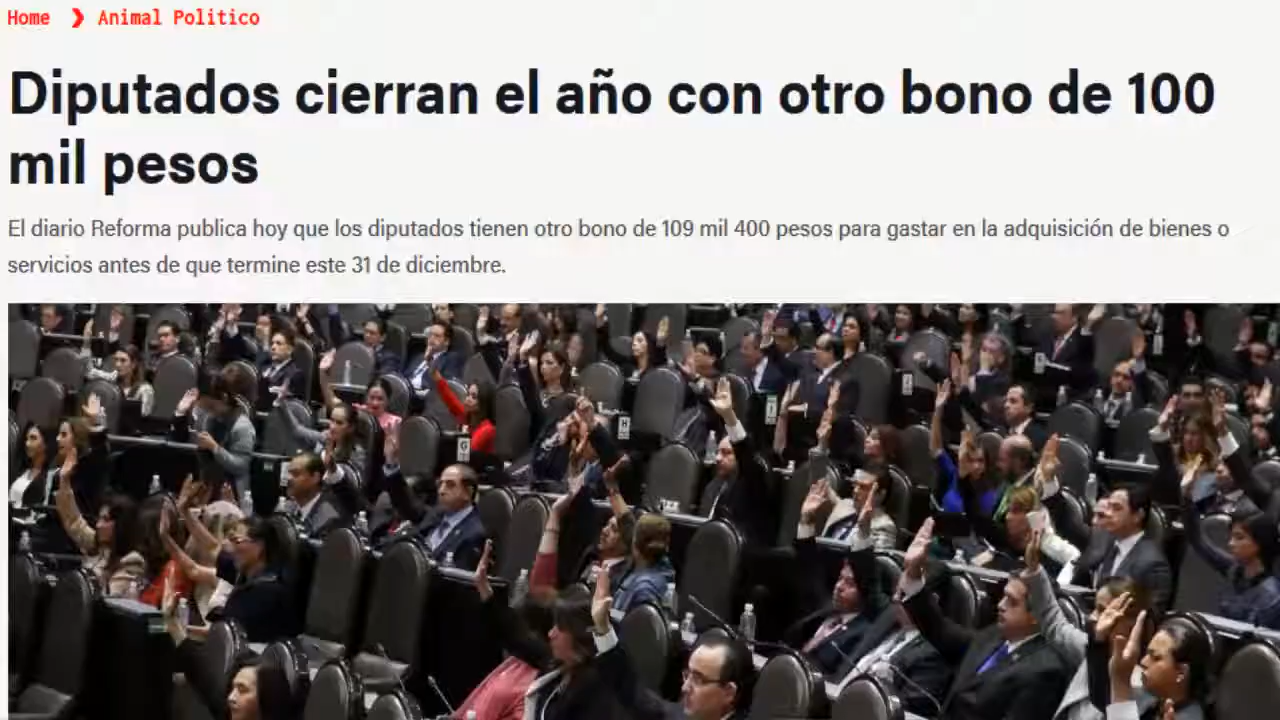 Home ❯ Animal Politico
Diputados cierran el año con otro bono de 100
mil pesos
El diario Reforma publica hoy que los diputados tienen otro bono de 109 mil 400 pesos para gastar en la adquisición de bienes o
servicios antes de que termine este 31 de diciembre.
G
H
I
J